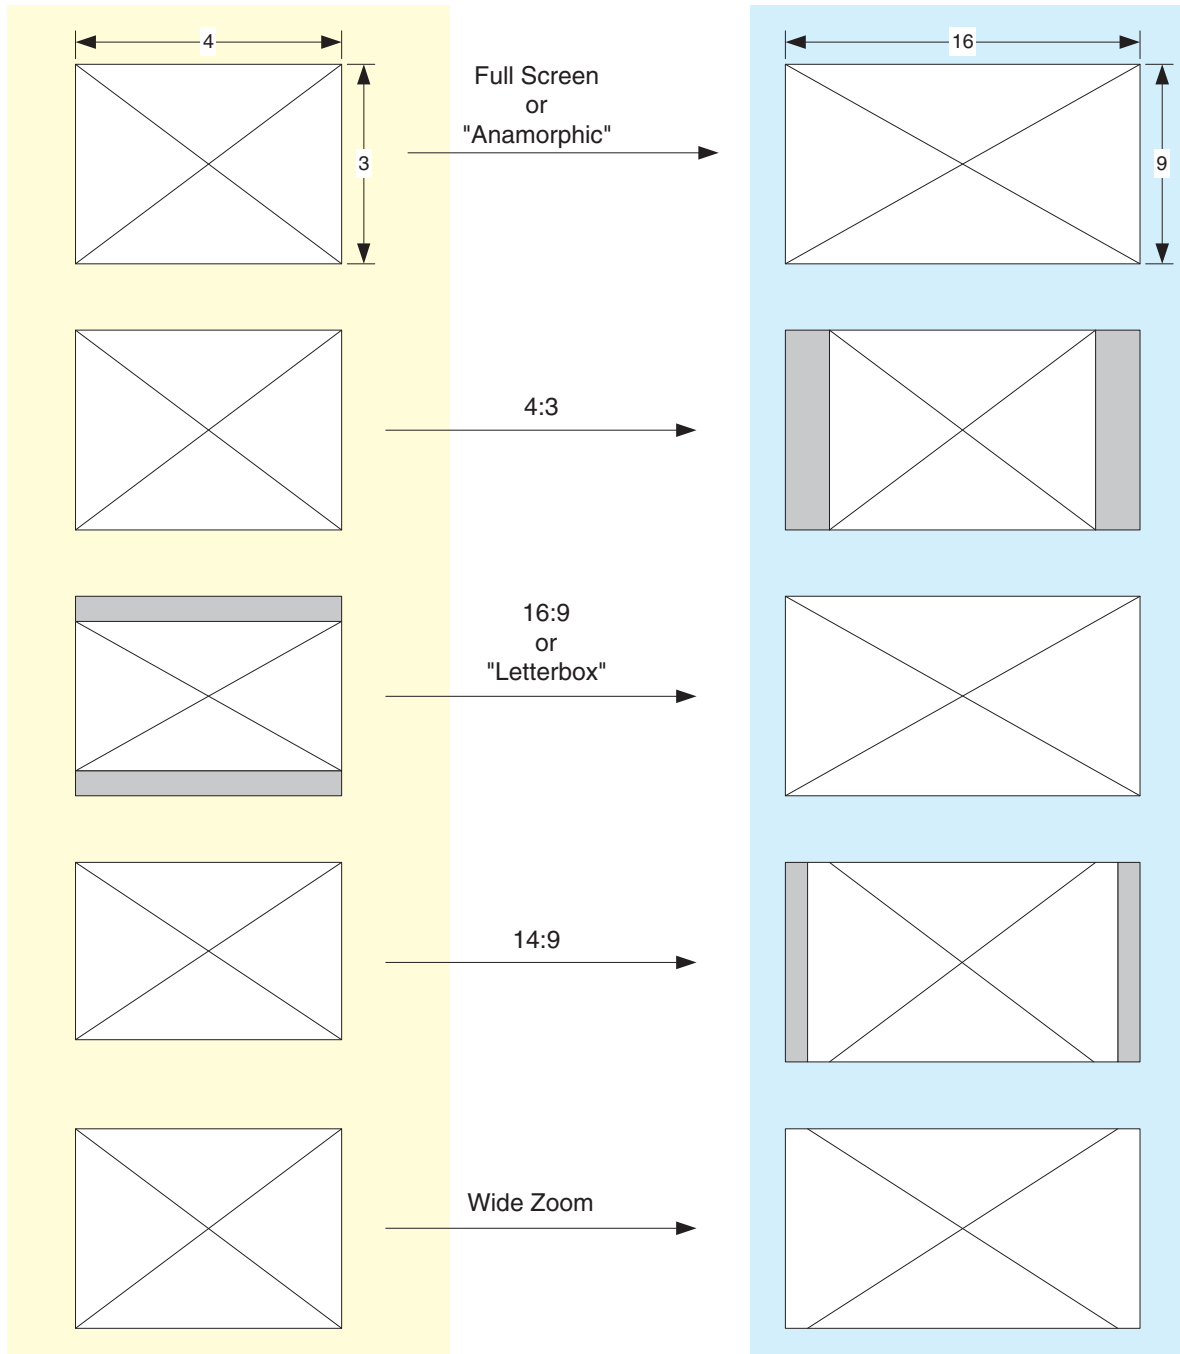 4
16
Full Screen
or
"Anamorphic"
3
9
4:3
16:9
or
"Letterbox"
14:9
Wide Zoom